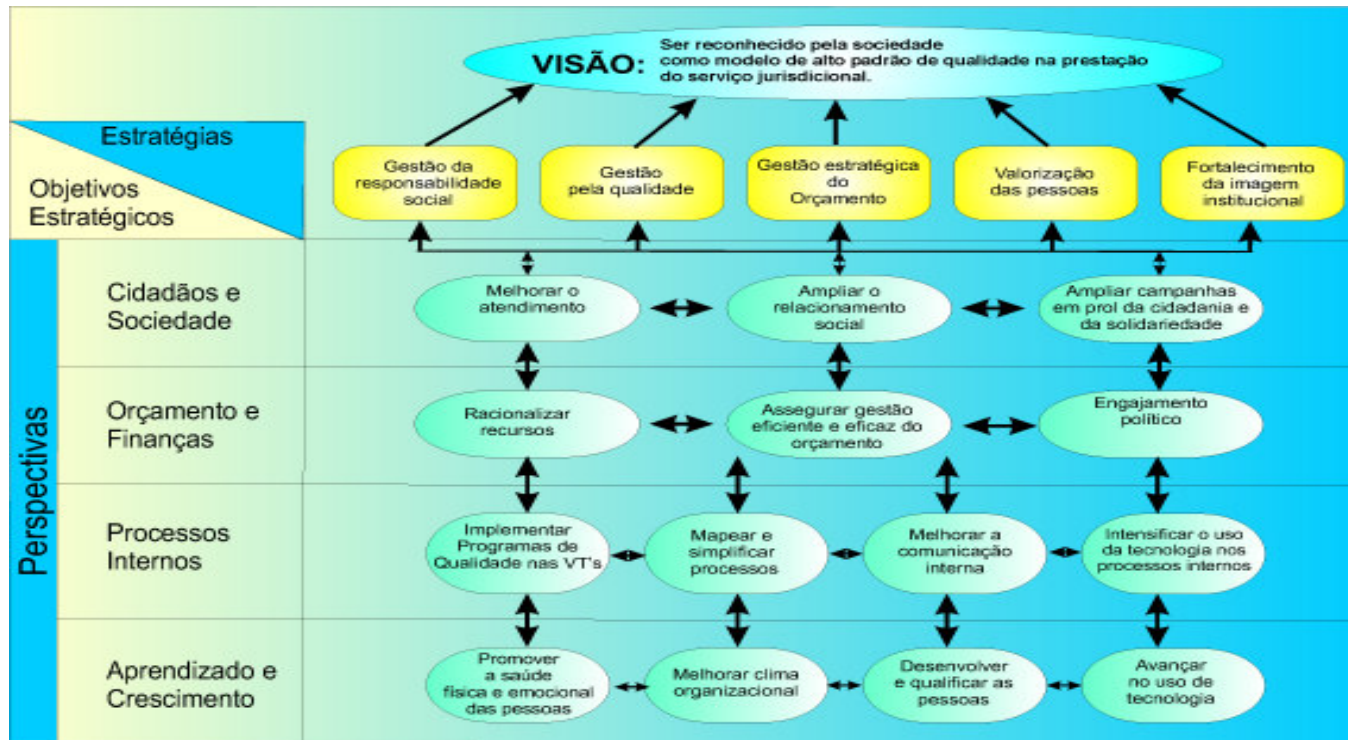 VISÃO:
Ser reconhecido pela sociedade
como modelo de alto padrão de qualidade na prestação
do serviço jurisdicional.
Estratégias
Objetivos
Estratégicos
Gestão da
responsabilidade
social
Gestão
pela qualidade
Gestão estratégica
do
Orçamento
Valorização
das pessoas
Fortalecimento
da imagem
institucional
Perspectivas
Cidadãos e
Sociedade
Melhorar o
atendimento
Ampliar o
relacionamento
social
Ampliar campanhas
em prol da cidadania e
da solidariedade
Orçamento e
Finanças
Racionalizar
recursos
Assegurar gestão
eficiente e eficaz do
orçamento
Engajamento
político
Processos
Internos
Implementar
Programas de
Qualidade nas VT's
Mapear e
simplificar
processos
Melhorar a
comunicação
interna
Intensificar o uso
da tecnologia nos
processos internos
Aprendizado e
Crescimento
Promover
a saúde
física e emocional
das pessoas
Melhorar clima
organizacional
Desenvolver
e qualificar as
pessoas
Avançar
no uso de
tecnologia